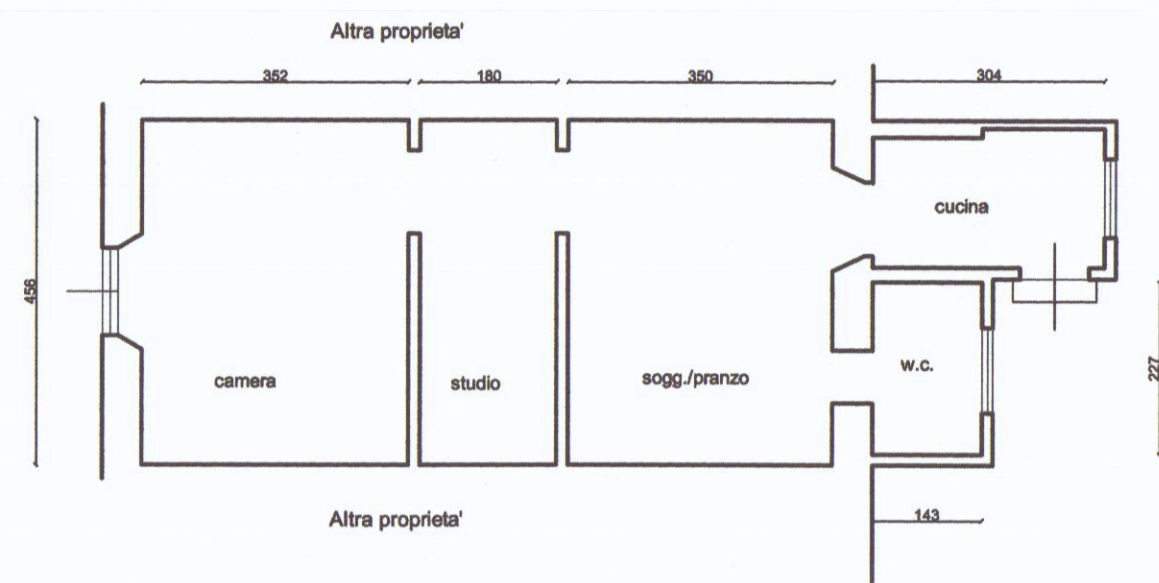 Altra proprieta'
352 180 350 304
456
cucina
camera studio sogg./pranzo w.c.
227
Altra proprieta'
143